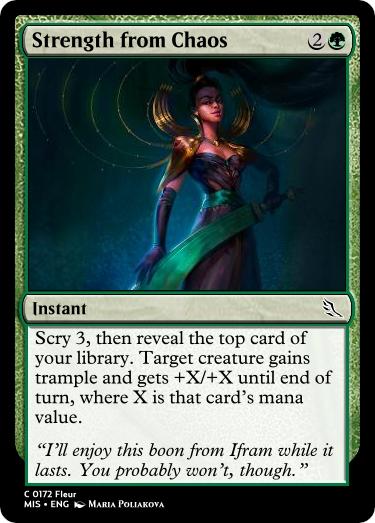 Strength from Chaos 2
Instant
Scry 3, then reveal the top card of
your library. Target creature gains
trample and gets +X/+X until end of
turn, where X is that card's mana
value.
“I'll enjoy this boon from Ifram while it
lasts. You probably won't, though.”
C 0172 Fleur
MIS • ENG Maria Poliakova